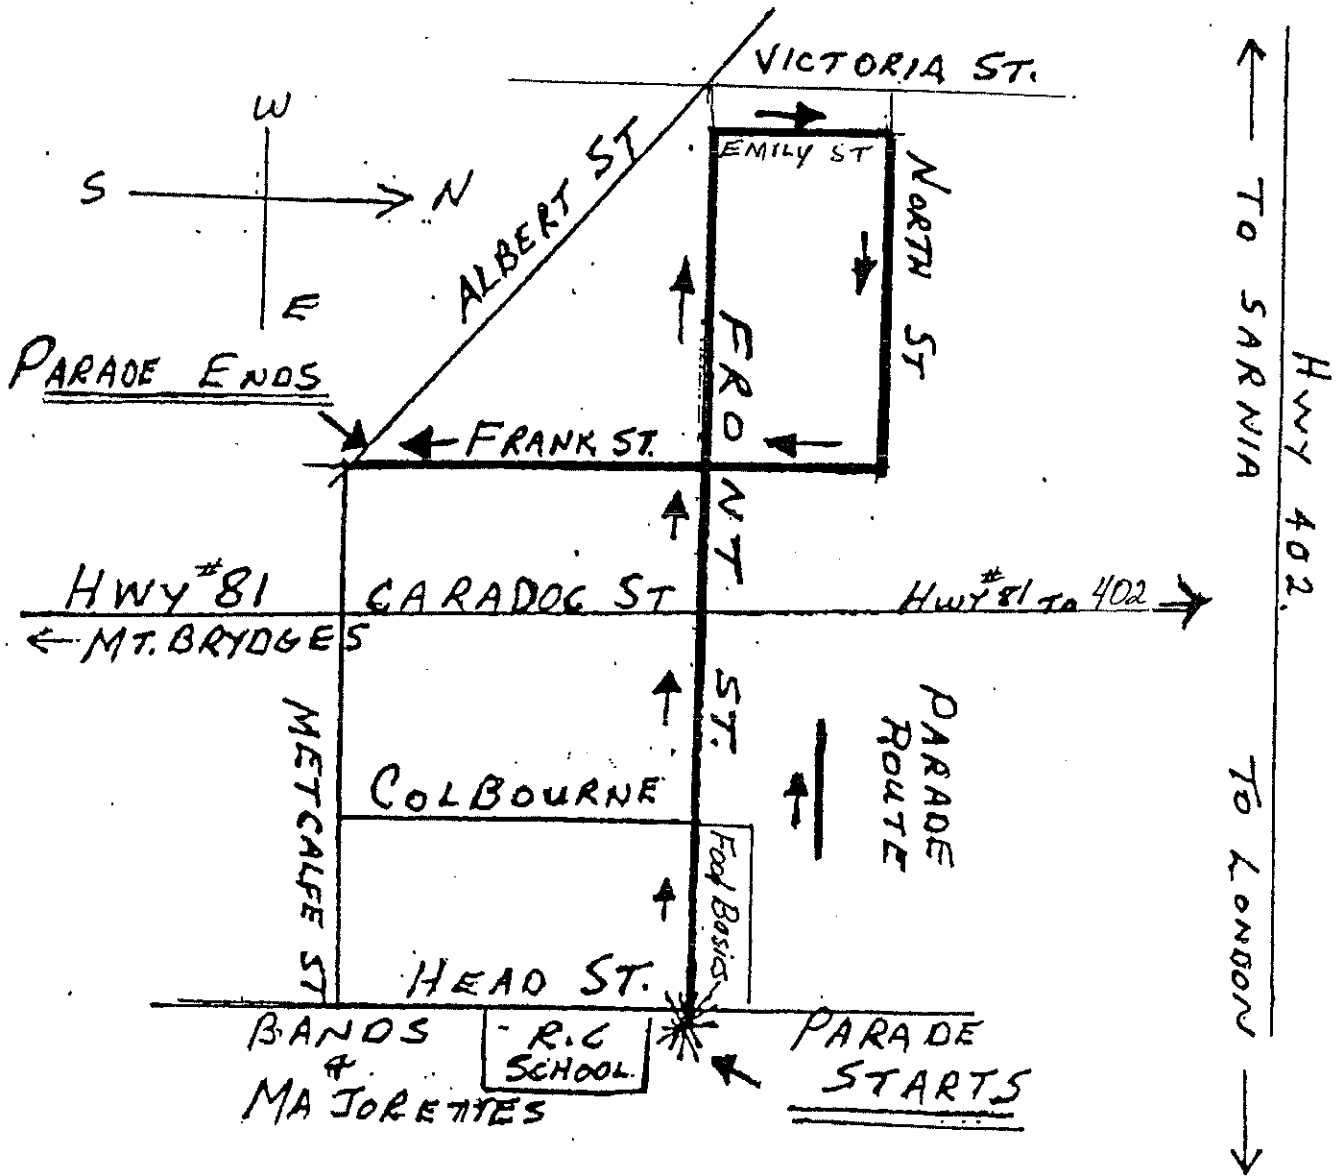 VICTORIA ST.
W
S
N
E
ALBERT ST
EMILY ST
NORTH ST
PARADE ENDS
FRANK ST.
FRONT ST.
HWY #81
CARADOC ST
HWY #81 TO 402
MT. BRYDGES
METCALFE ST
COLBOURNE
Food Basics
PARADE
ROUTE
HEAD ST.
BANDS
&
MAJORETTES
R.C
SCHOOL.
PARADE
STARTS
TO SARNIA
HWY 402.
TO LONDON